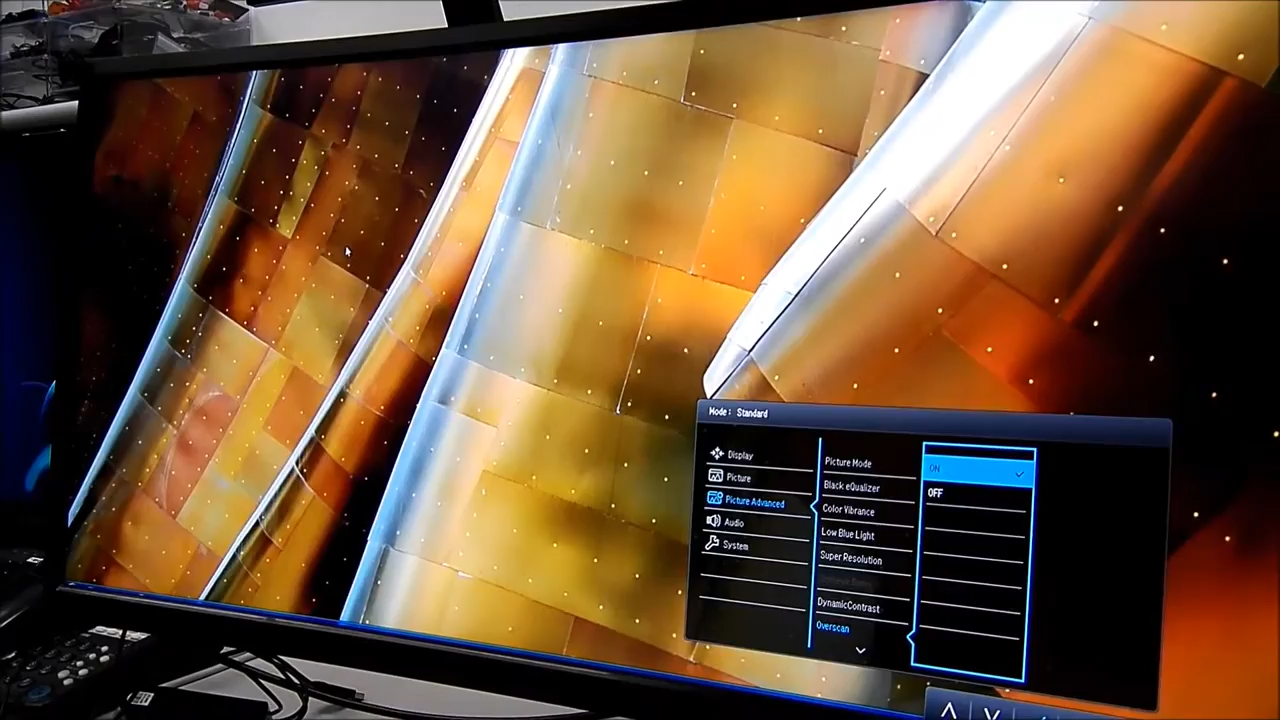 Mode: Standard
Display
Picture
Picture Advanced
Audio
System
Picture Mode
Black eQualizer
Color Vibrance
Low Blue Light
Super Resolution
DynamicContrast
Overscan
ON
OFF